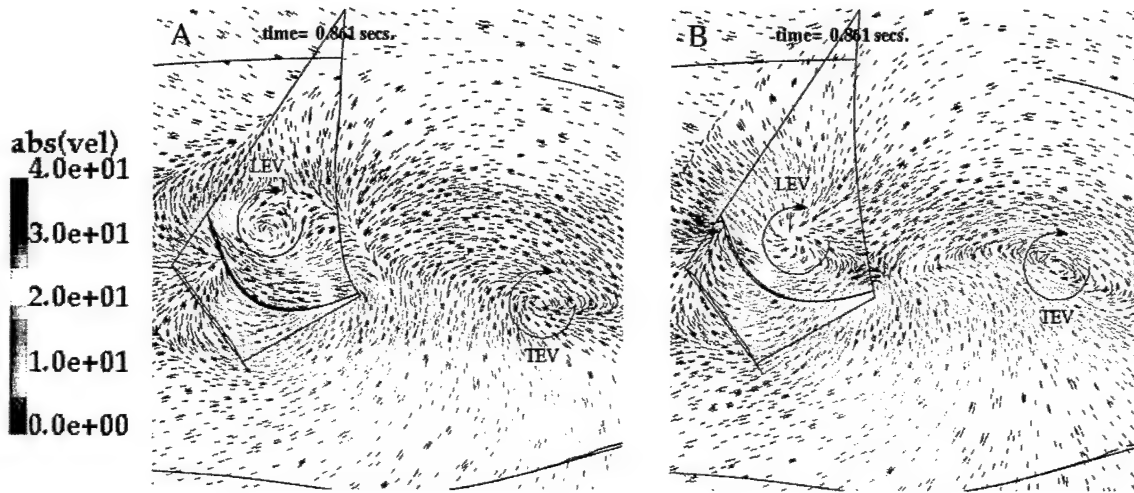 A
time= 0.861 secs.
B
time= 0.861 secs.
abs(vel)
4.0e+01
3.0e+01
2.0e+01
1.0e+01
0.0e+00
LEV
TEV
LEV
TEV